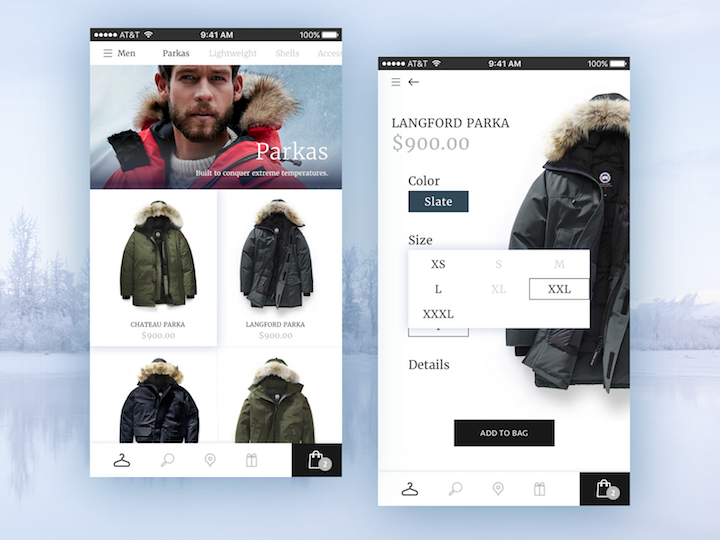 AT&T 9:41 AM 100%
Men Parkas Lightweight Shells Access
Parkas
Built to conquer extreme temperatures.
CHATEAU PARKA
$900.00
LANGFORD PARKA
$900.00
2
AT&T 9:41 AM 100%
LANGFORD PARKA
$900.00
Color
Slate
Size
XS S M
L XL XXL
XXXL
Details
ADD TO BAG
2